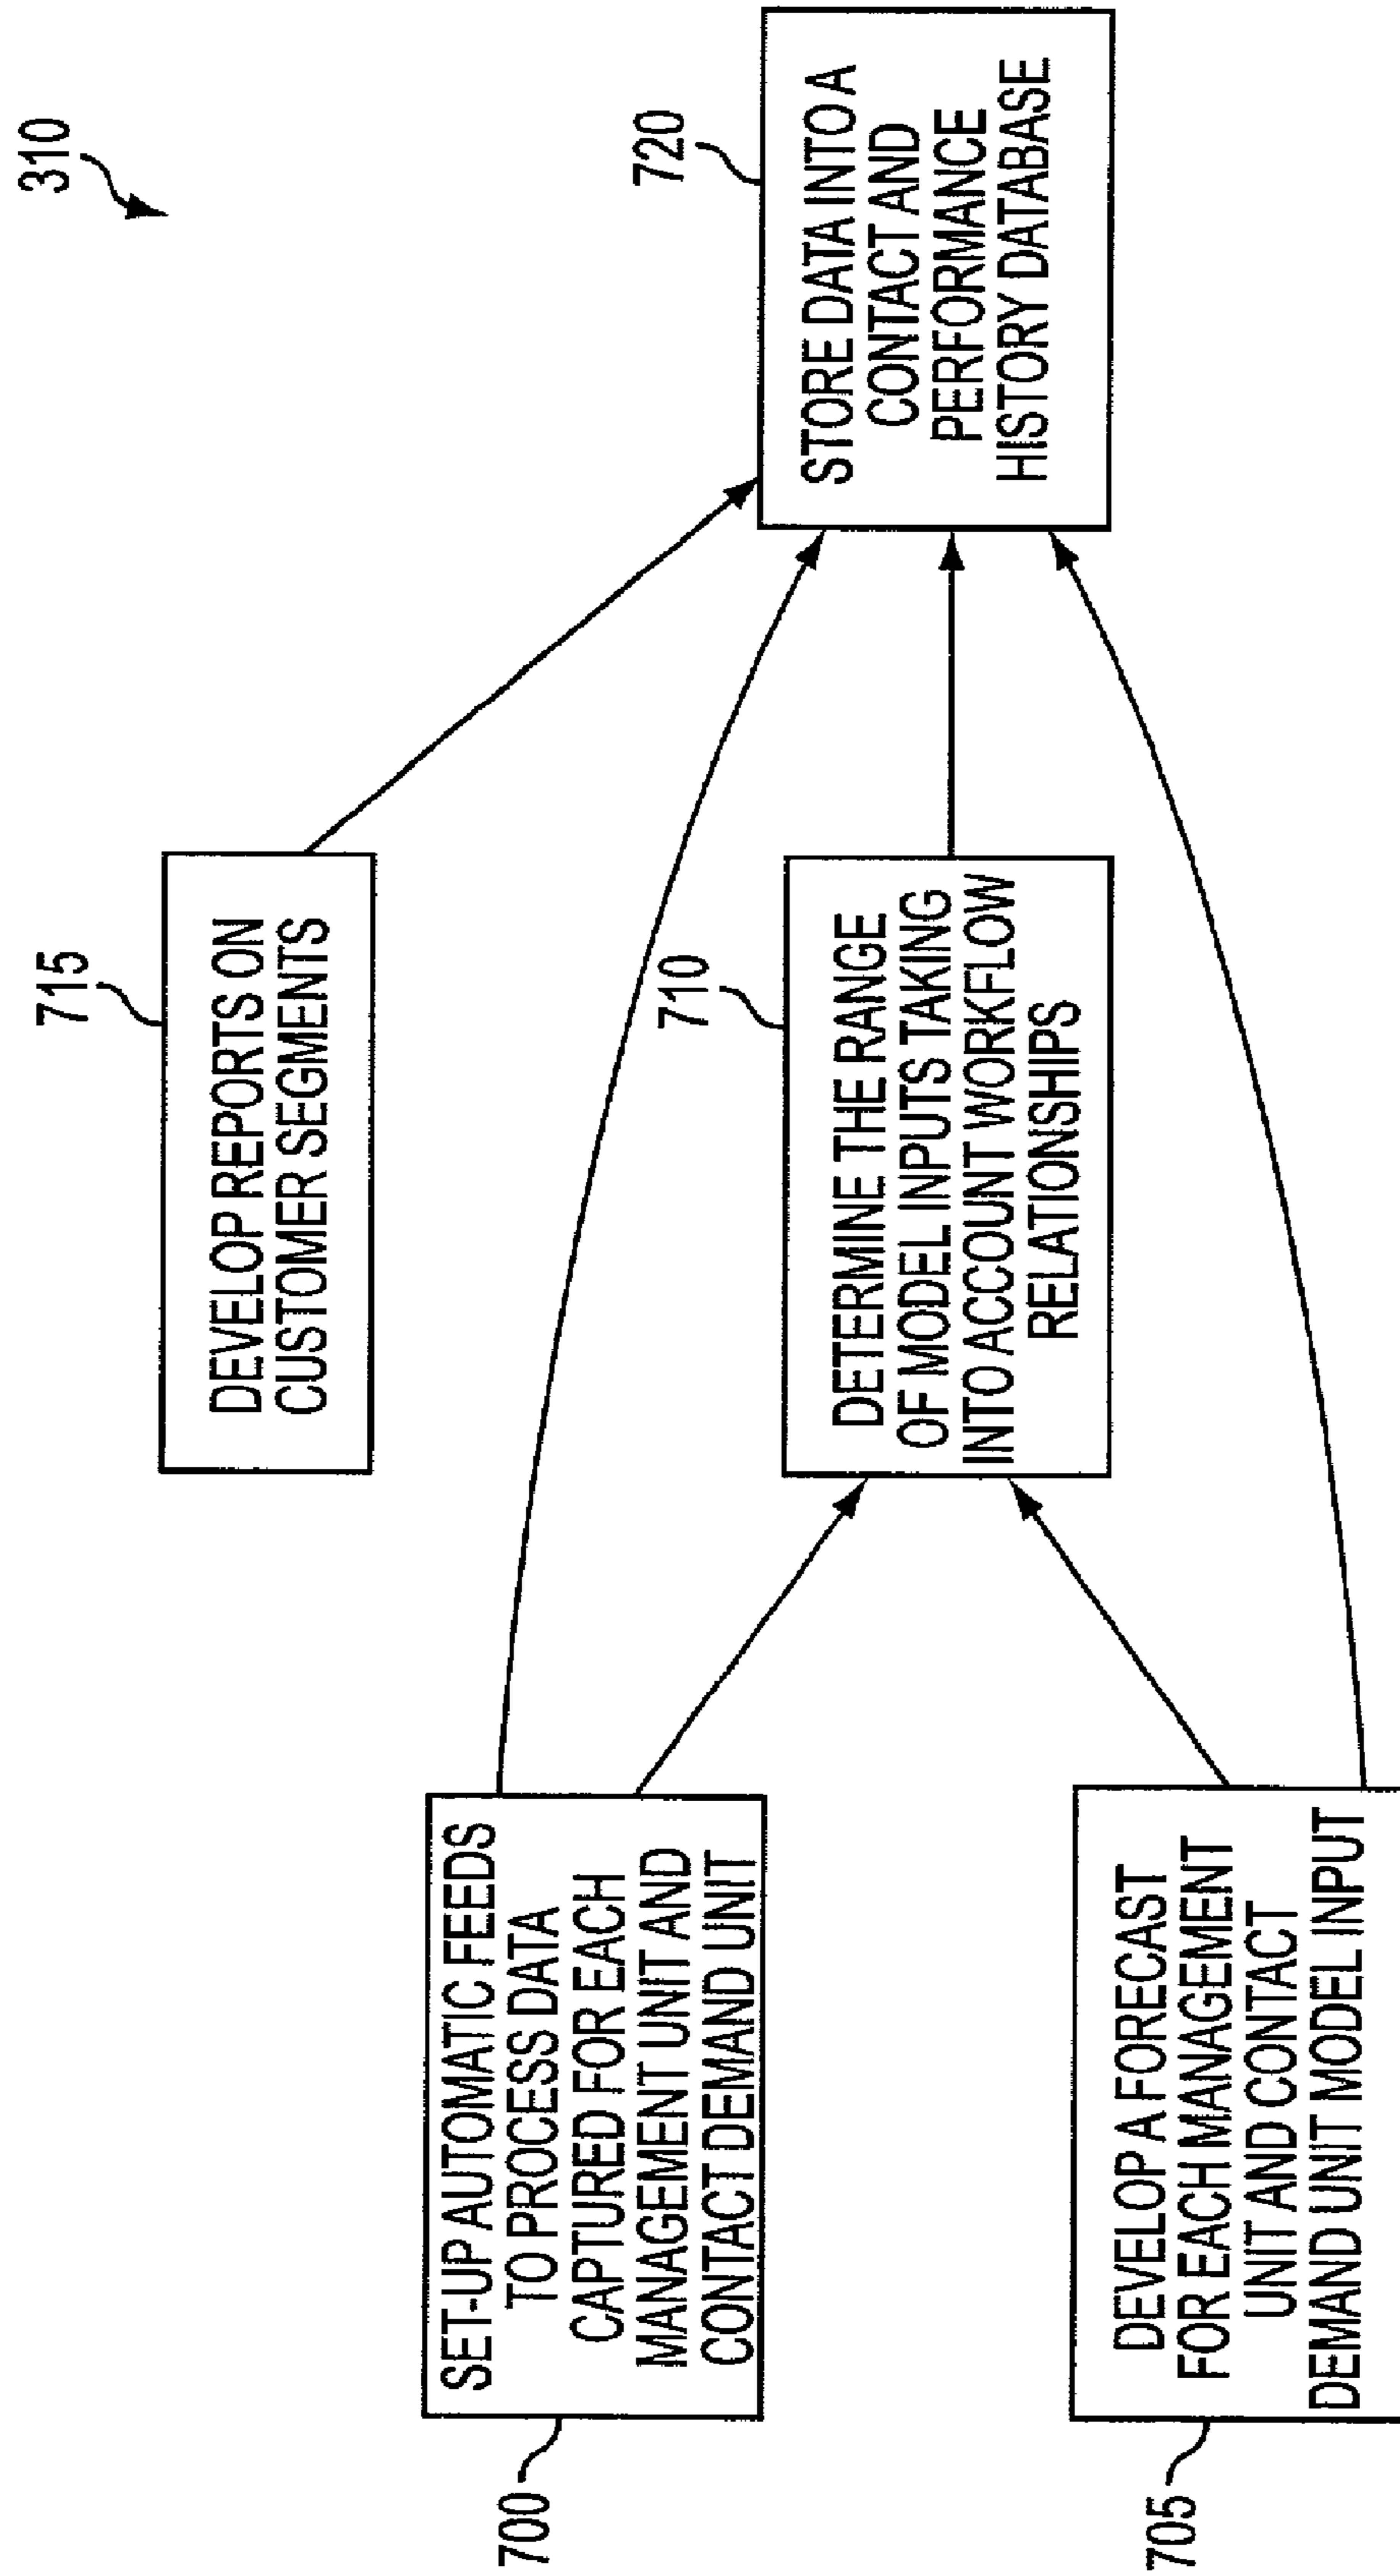 310
715
DEVELOP REPORTS ON
CUSTOMER SEGMENTS
700
SET-UP AUTOMATIC FEEDS
TO PROCESS DATA
CAPTURED FOR EACH
MANAGEMENT UNIT AND
CONTACT DEMAND UNIT
710
DETERMINE THE RANGE
OF MODEL INPUTS TAKING
INTO ACCOUNT WORKFLOW
RELATIONSHIPS
720
STORE DATA INTO A
CONTACT AND
PERFORMANCE
HISTORY DATABASE
705
DEVELOP A FORECAST
FOR EACH MANAGEMENT
UNIT AND CONTACT
DEMAND UNIT MODEL INPUT